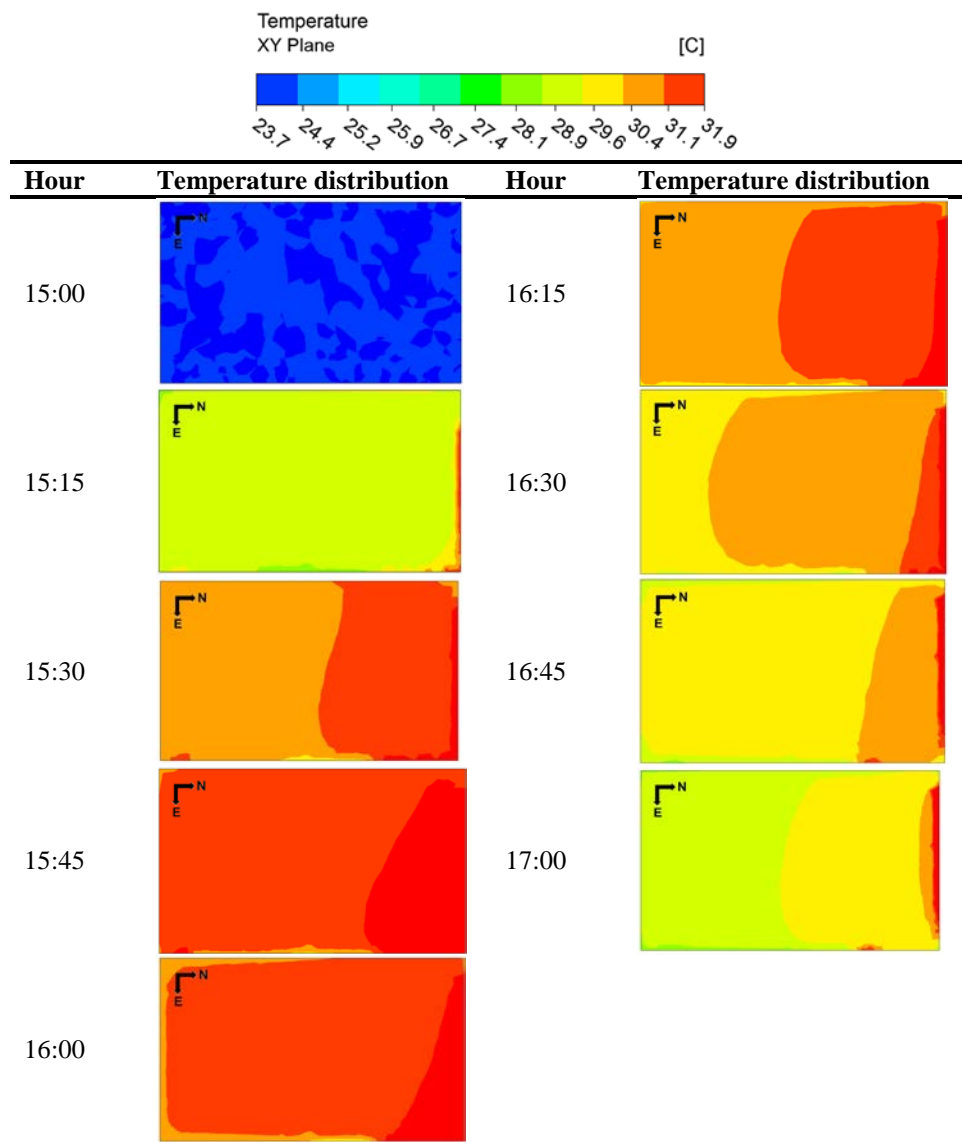 Temperature
XY Plane [C]
23.7 24.4 25.2 25.9 26.7 27.4 28.1 28.9 29.6 30.4 31.1 31.9
Hour Temperature distribution Hour Temperature distribution
N
E
15:00
N
E
16:15
N
E
15:15
N
E
16:30
N
E
15:30
N
E
16:45
N
E
15:45
N
E
17:00
N
E
16:00